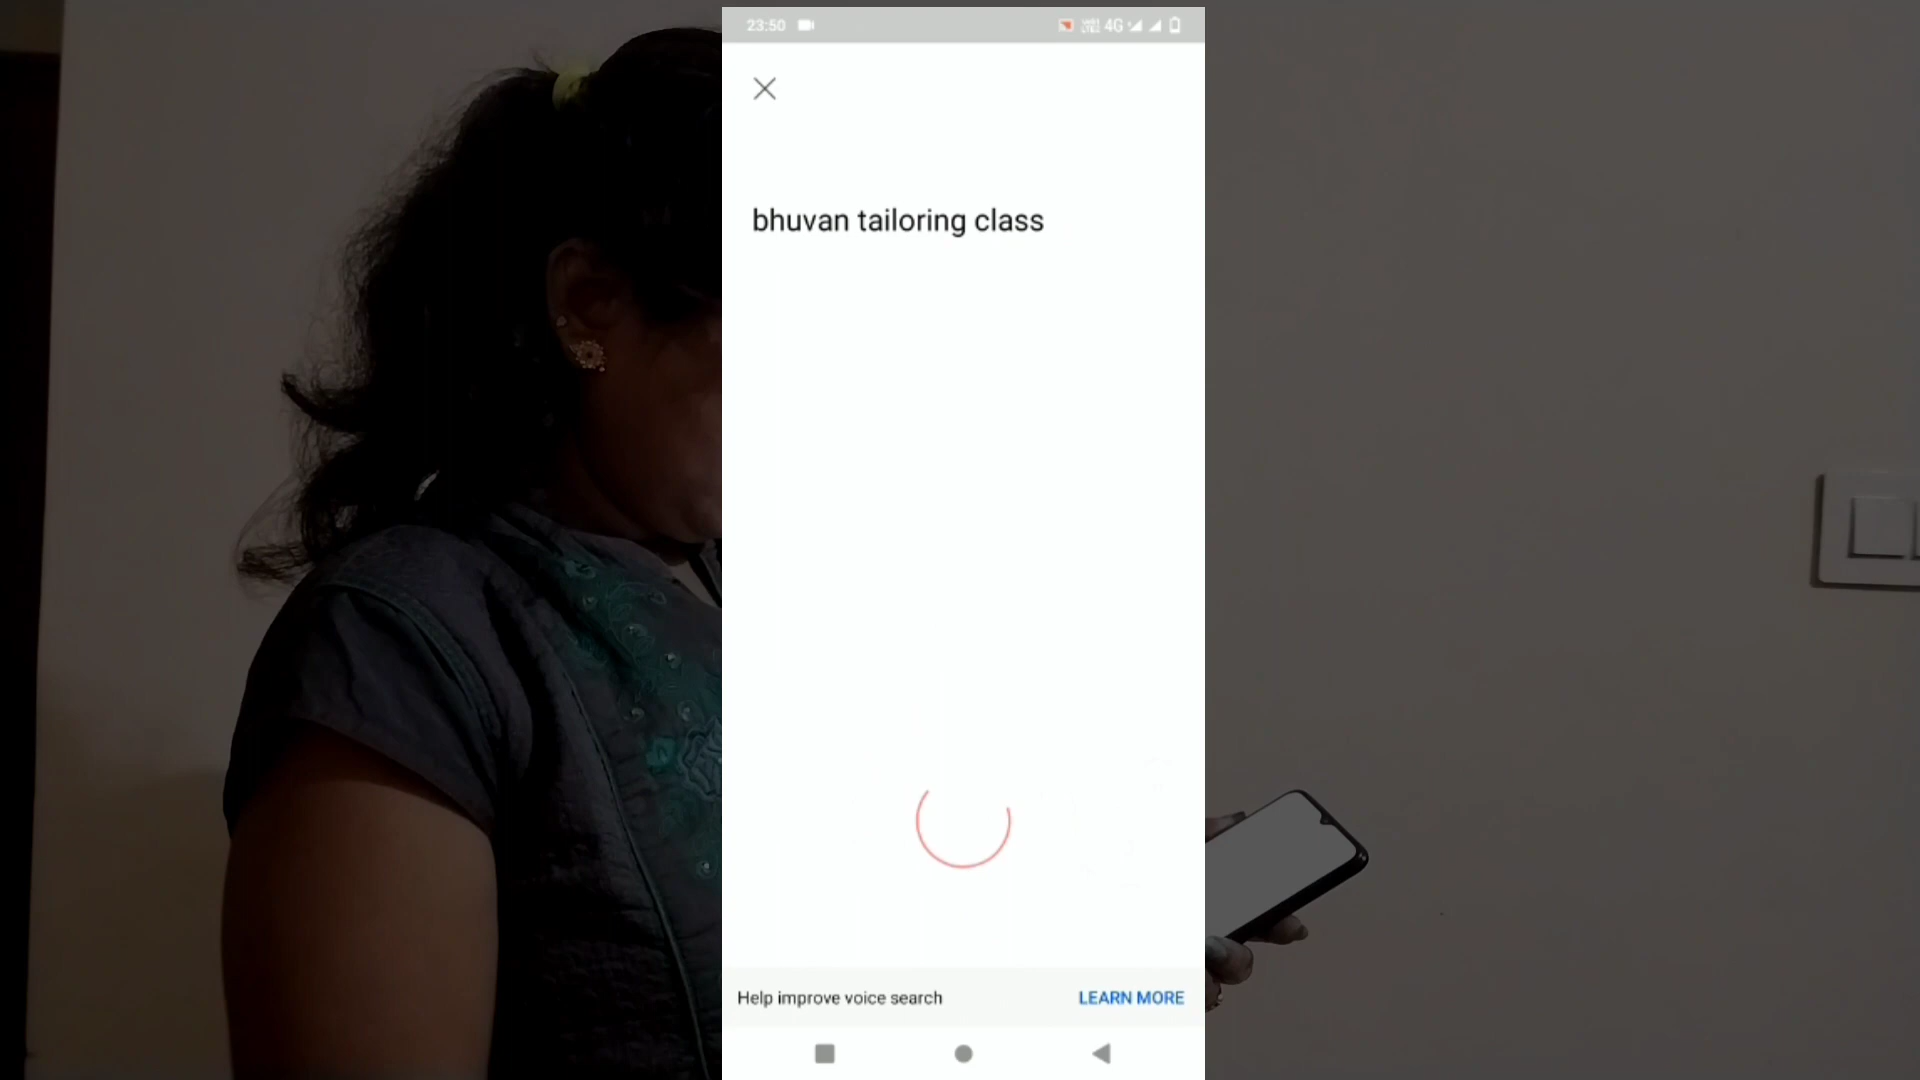 23:50 4G
bhuvan tailoring class
Help improve voice search LEARN MORE